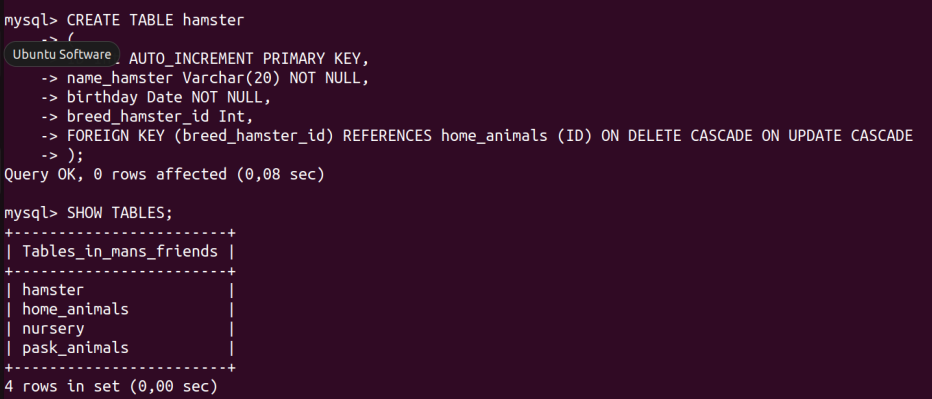 mysql> CREATE TABLE hamster
-> (
Ubuntu Software
AUTO_INCREMENT PRIMARY KEY,
-> name_hamster Varchar(20) NOT NULL,
-> birthday Date NOT NULL,
-> breed_hamster_id Int,
-> FOREIGN KEY (breed_hamster_id) REFERENCES home_animals (ID) ON DELETE CASCADE ON UPDATE CASCADE
-> );
Query OK, 0 rows affected (0,08 sec)
mysql> SHOW TABLES;
+------------------------+
| Tables_in_mans_friends |
+------------------------+
| hamster                |
| home_animals           |
| nursery                |
| pask_animals           |
+------------------------+
4 rows in set (0,00 sec)